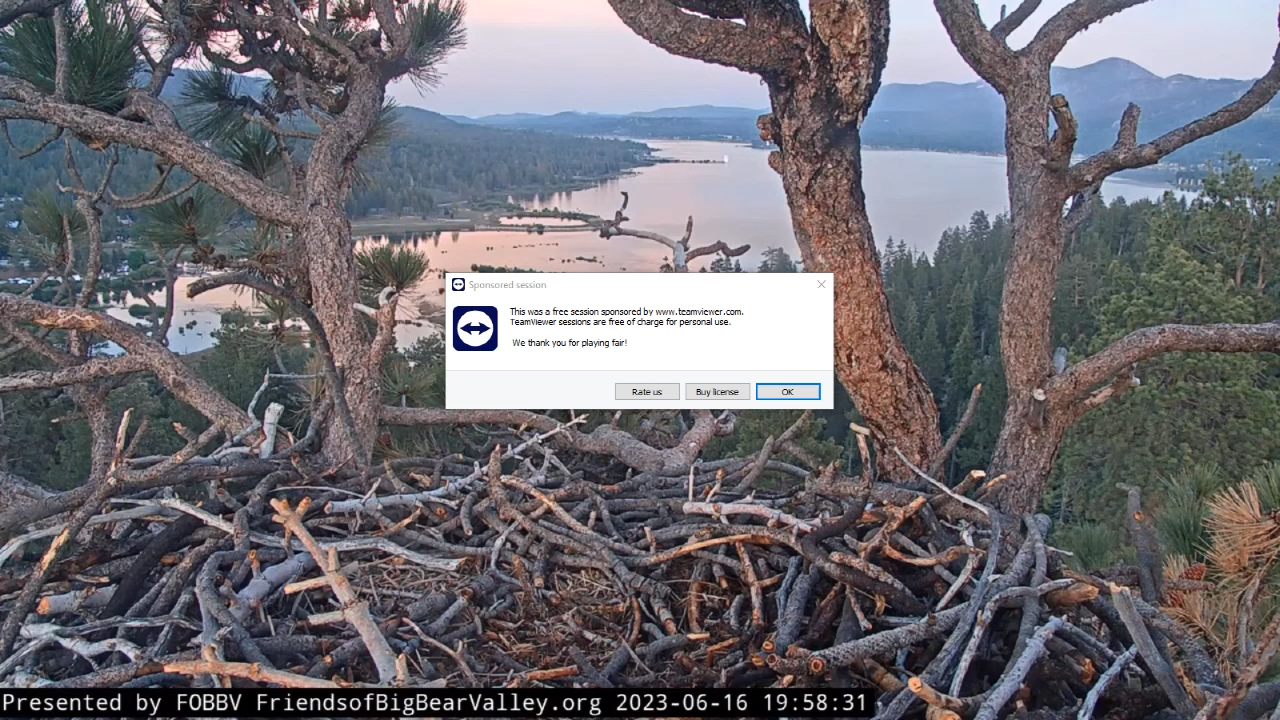 Sponsored session
This was a free session sponsored by www.teamviewer.com.
TeamViewer sessions are free of charge for personal use.
We thank you for playing fair!
Rate us
Buy license
OK
Presented by FOBBV FriendsofBigBearValley.org 2023-06-16 19:58:31